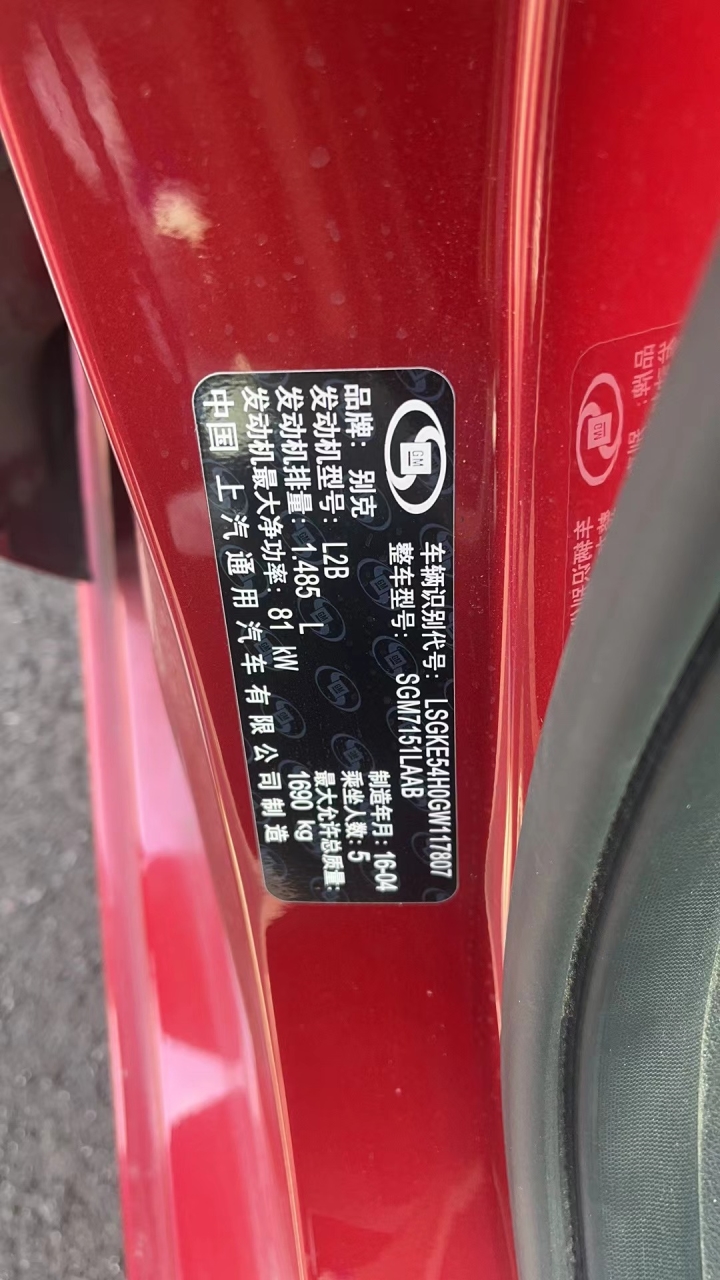 GM
车辆识别代号: LSGKE54H0GW117807
整车型号: SGM7151LAAB
品牌: 别克
制造年月: 16-04
发动机型号: L2B
乘坐人数: 5
发动机排量: 1.485 L
最大允许总质量:
发动机最大净功率: 81 kW
1690 kg
中国 上汽通用汽车有限公司制造